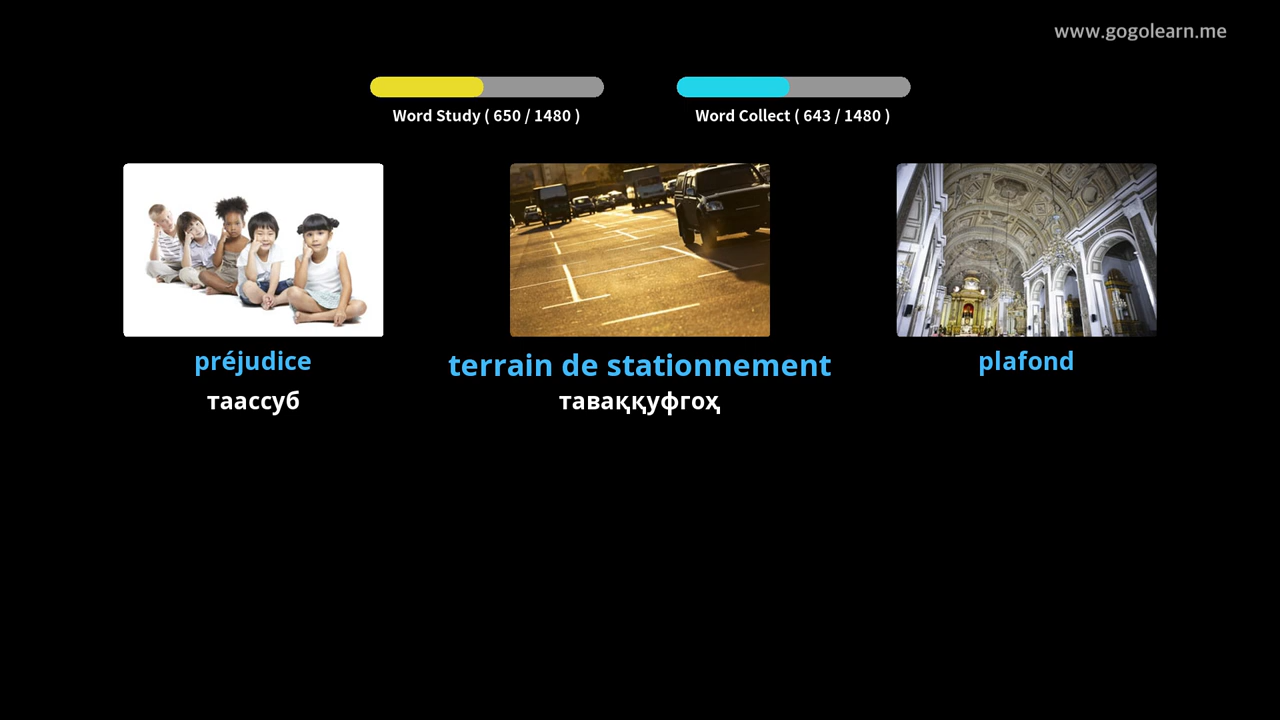 www.gogolearn.me
Word Study ( 650 / 1480 )
Word Collect ( 643 / 1480 )
préjudice
terrain de stationnement
plafond
таассуб
таваққуфгоҳ